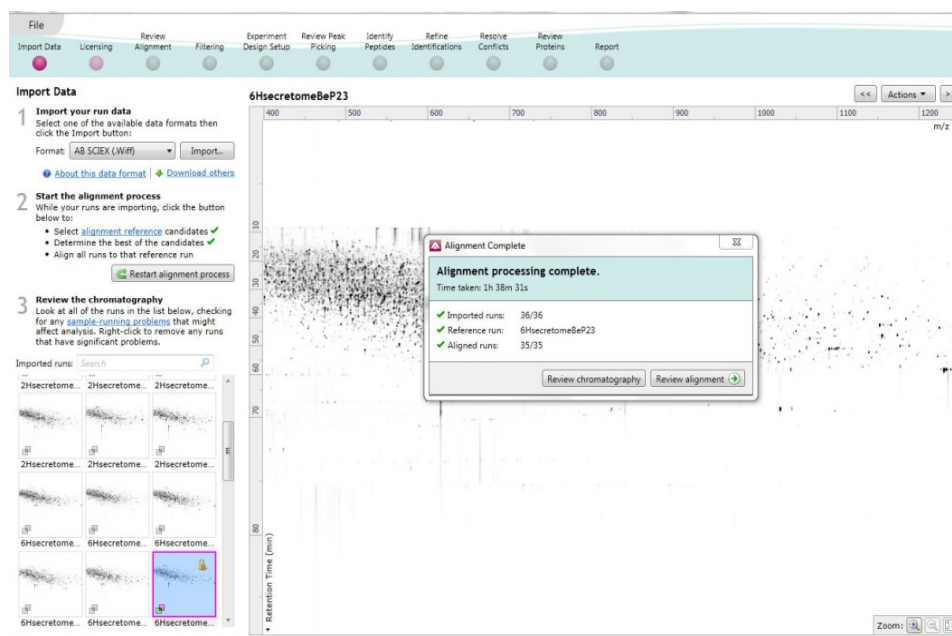 File
Import Data
Licensing
Review Alignment
Filtering
Experiment Design Setup
Review Peak Picking
Identify Peptides
Refine Identifications
Resolve Conflicts
Review Proteins
Report
Import Data
1 Import your run data
Select one of the available data formats then
click the Import button:
Format: AB SCIEX (.Wiff) Import...
About this data format Download others
2 Start the alignment process
While your runs are importing, click the button
below to:
• Select alignment reference candidates ✔
• Determine the best of the candidates ✔
• Align all runs to that reference run
Restart alignment process
3 Review the chromatography
Look at all of the runs in the list below, checking
for any sample-running problems that might
affect analysis. Right-click to remove any runs
that have significant problems.
Imported runs: Search
2Hsecretome... 2Hsecretome... 2Hsecretome...
2Hsecretome... 2Hsecretome... 2Hsecretome...
6Hsecretome... 6Hsecretome... 6Hsecretome...
6Hsecretome... 6Hsecretome... 6Hsecretome...
6HsecretomeBeP23
<< Actions >
400 500 600 700 800 900 1000 1100 1200
m/z
10
20
30
40
50
60
70
80
Retention Time (min)
Alignment Complete
Alignment processing complete.
Time taken: 1h 38m 31s
✔ Imported runs: 36/36
✔ Reference run: 6HsecretomeBeP23
✔ Aligned runs: 35/35
Review chromatography Review alignment
Zoom: